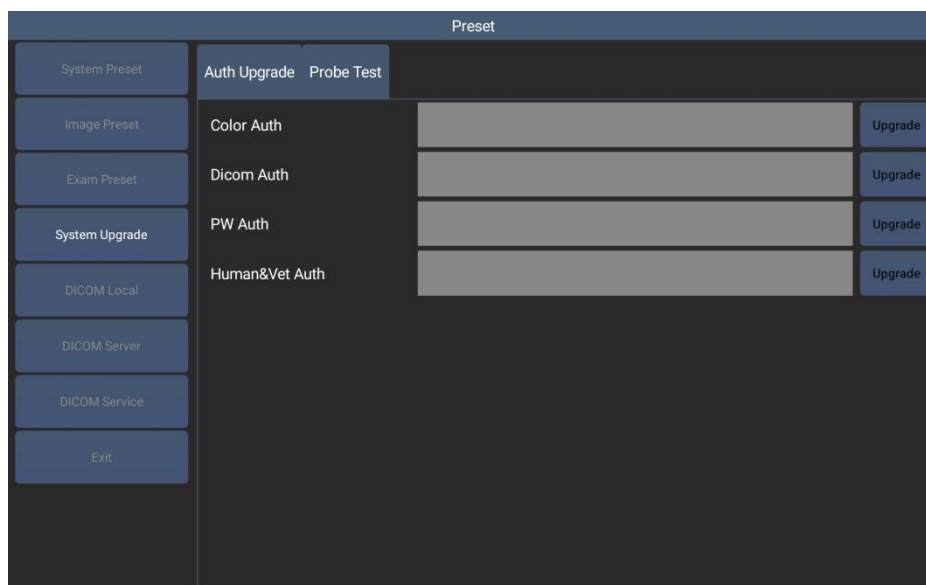 Preset
System Preset
Image Preset
Exam Preset
System Upgrade
DICOM Local
DICOM Server
DICOM Service
Exit
Auth Upgrade
Probe Test
Color Auth
Upgrade
Dicom Auth
Upgrade
PW Auth
Upgrade
Human&Vet Auth
Upgrade